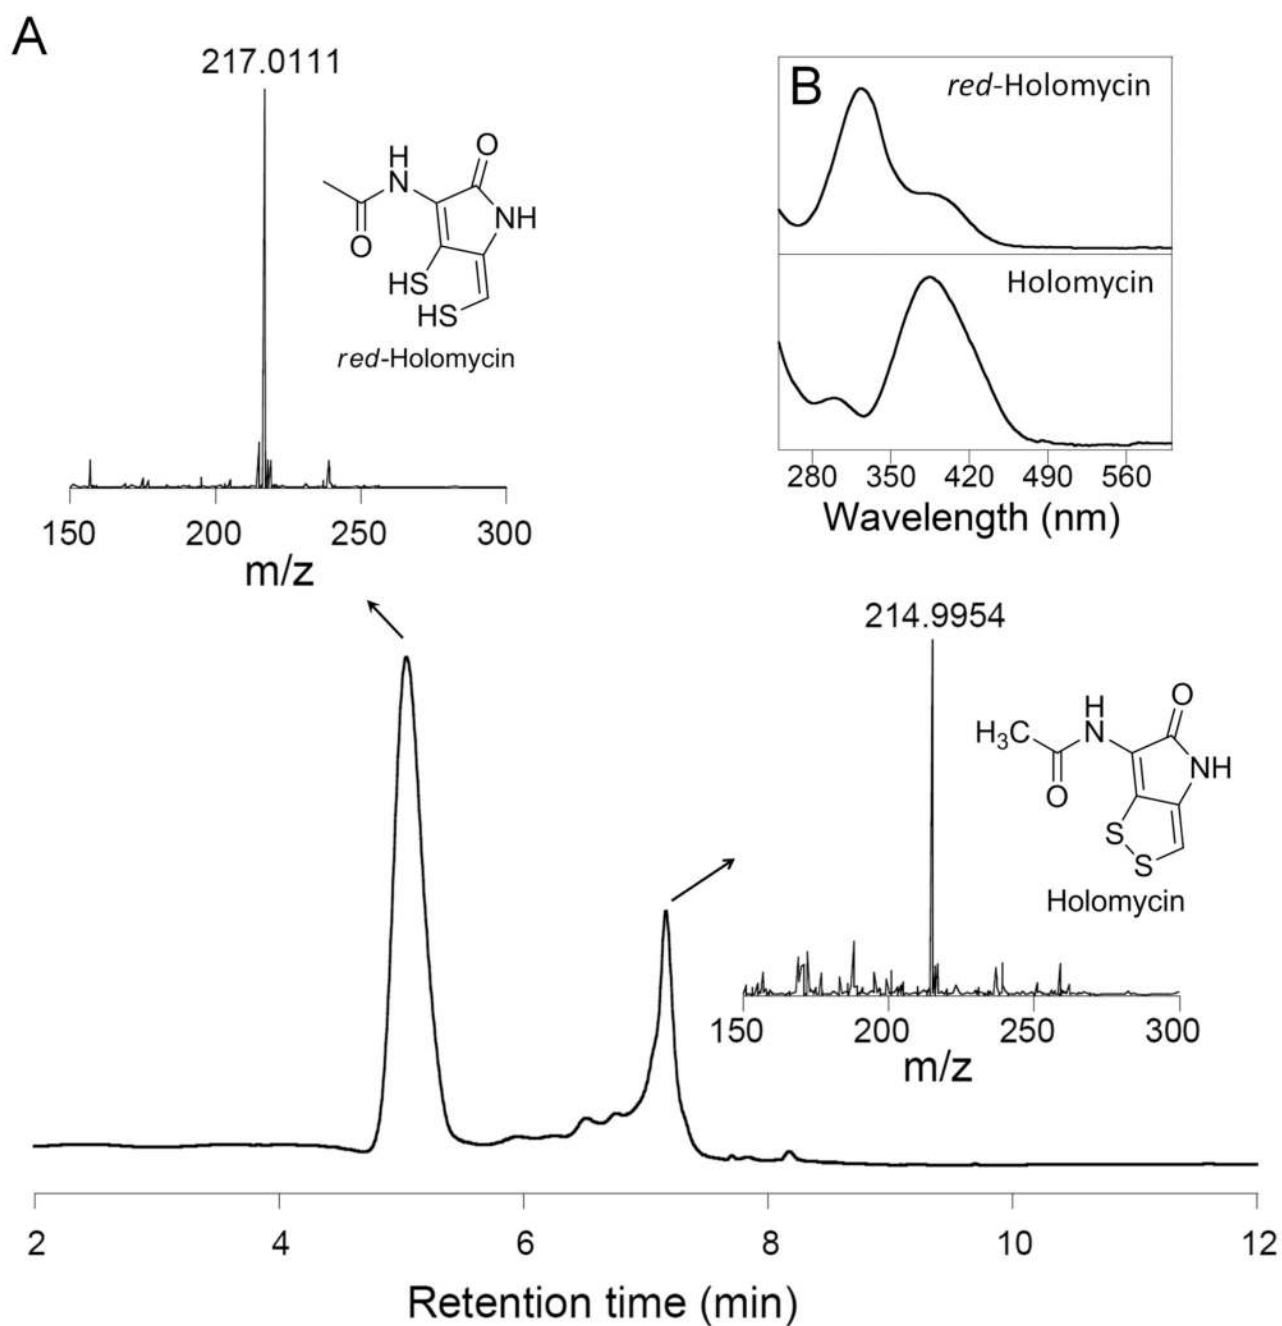 A
217.0111
H
N
O
NH
O
HS
HS
red-Holomycin
150 200 250 300
m/z
B
red-Holomycin
Holomycin
280 350 420 490 560
Wavelength (nm)
214.9954
H
N
O
H₃C
NH
O
S
S
Holomycin
150 200 250 300
m/z
2 4 6 8 10 12
Retention time (min)